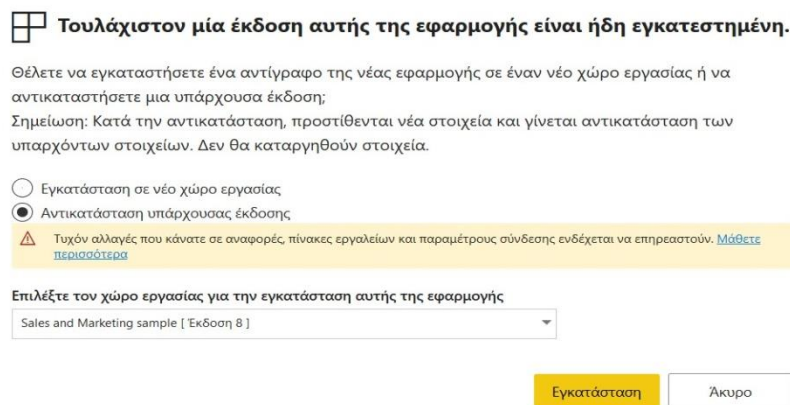 Τουλάχιστον μία έκδοση αυτής της εφαρμογής είναι ήδη εγκατεστημένη.
Θέλετε να εγκαταστήσετε ένα αντίγραφο της νέας εφαρμογής σε έναν νέο χώρο εργασίας ή να
αντικαταστήσετε μια υπάρχουσα έκδοση;
Σημείωση: Κατά την αντικατάσταση, προστίθενται νέα στοιχεία και γίνεται αντικατάσταση των
υπαρχόντων στοιχείων. Δεν θα καταργηθούν στοιχεία.
Εγκατάσταση σε νέο χώρο εργασίας
Αντικατάσταση υπάρχουσας έκδοσης
Τυχόν αλλαγές που κάνατε σε αναφορές, πίνακες εργαλείων και παραμέτρους σύνδεσης ενδέχεται να επηρεαστούν. Μάθετε
περισσότερα
Επιλέξτε τον χώρο εργασίας για την εγκατάσταση αυτής της εφαρμογής
Sales and Marketing sample [ Έκδοση 8 ]
Εγκατάσταση Άκυρο